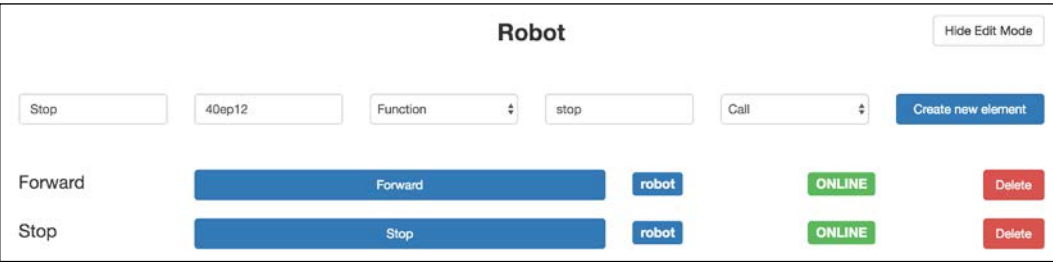 Robot
Hide Edit Mode
Stop 40ep12 Function stop Call Create new element
Forward Forward robot ONLINE Delete
Stop Stop robot ONLINE Delete